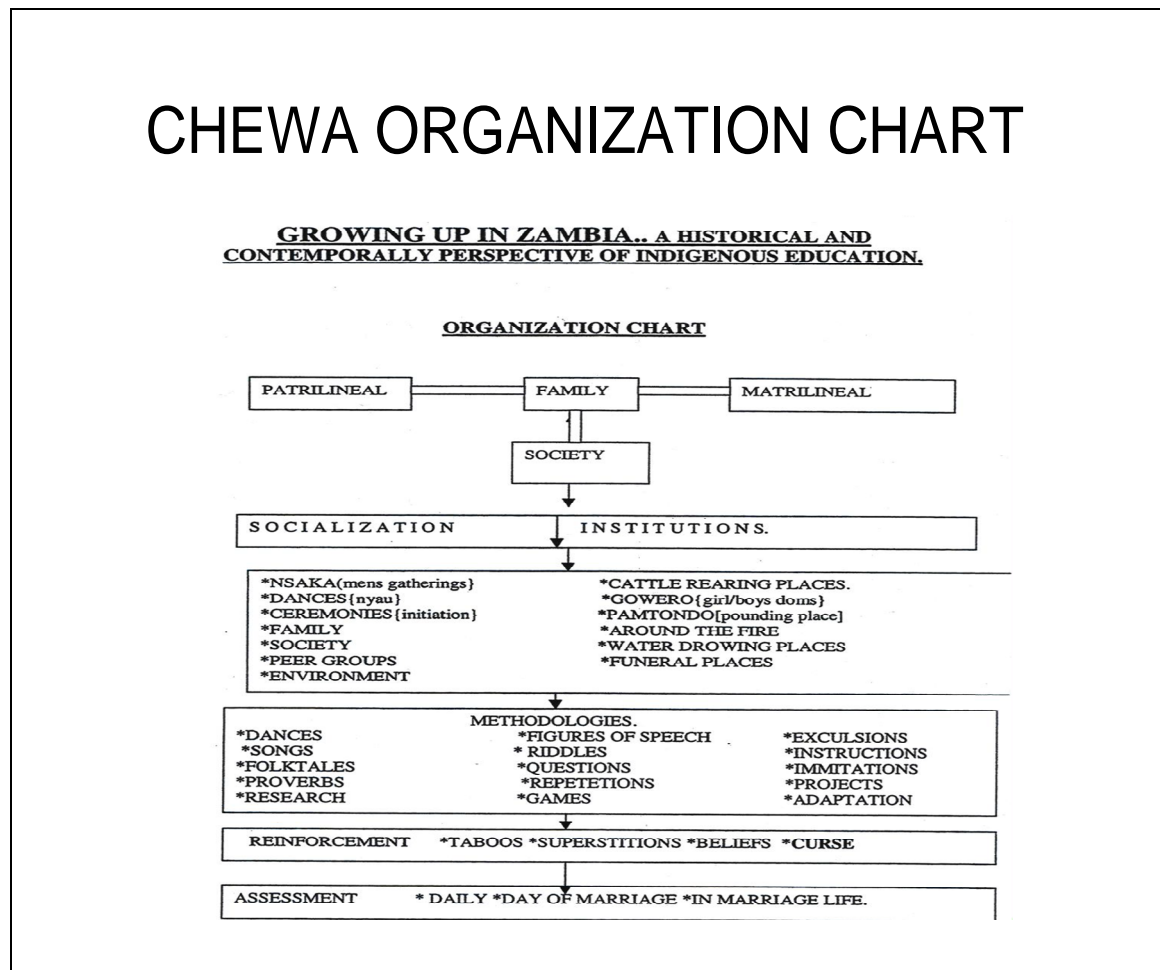 CHEWA ORGANIZATION CHART
GROWING UP IN ZAMBIA.. A HISTORICAL AND
CONTEMPORALLY PERSPECTIVE OF INDIGENOUS EDUCATION.
ORGANIZATION CHART
PATRILINEAL
FAMILY
MATRILINEAL
SOCIETY
SOCIALIZATION INSTITUTIONS.
*NSAKA(mens gatherings}
*DANCES{nyau}
*CEREMONIES{initiation}
*FAMILY
*SOCIETY
*PEER GROUPS
*ENVIRONMENT
*CATTLE REARING PLACES.
*GOWERO{girl/boys doms}
*PAMTONDO[pounding place]
*AROUND THE FIRE
*WATER DROWING PLACES
*FUNERAL PLACES
METHODOLOGIES.
*DANCES
*SONGS
*FOLKTALES
*PROVERBS
*RESEARCH
*FIGURES OF SPEECH
* RIDDLES
*QUESTIONS
*REPETETIONS
*GAMES
*EXCULSIONS
*INSTRUCTIONS
*IMMITATIONS
*PROJECTS
*ADAPTATION
REINFORCEMENT *TABOOS *SUPERSTITIONS *BELIEFS *CURSE
ASSESSMENT * DAILY *DAY OF MARRIAGE *IN MARRIAGE LIFE.